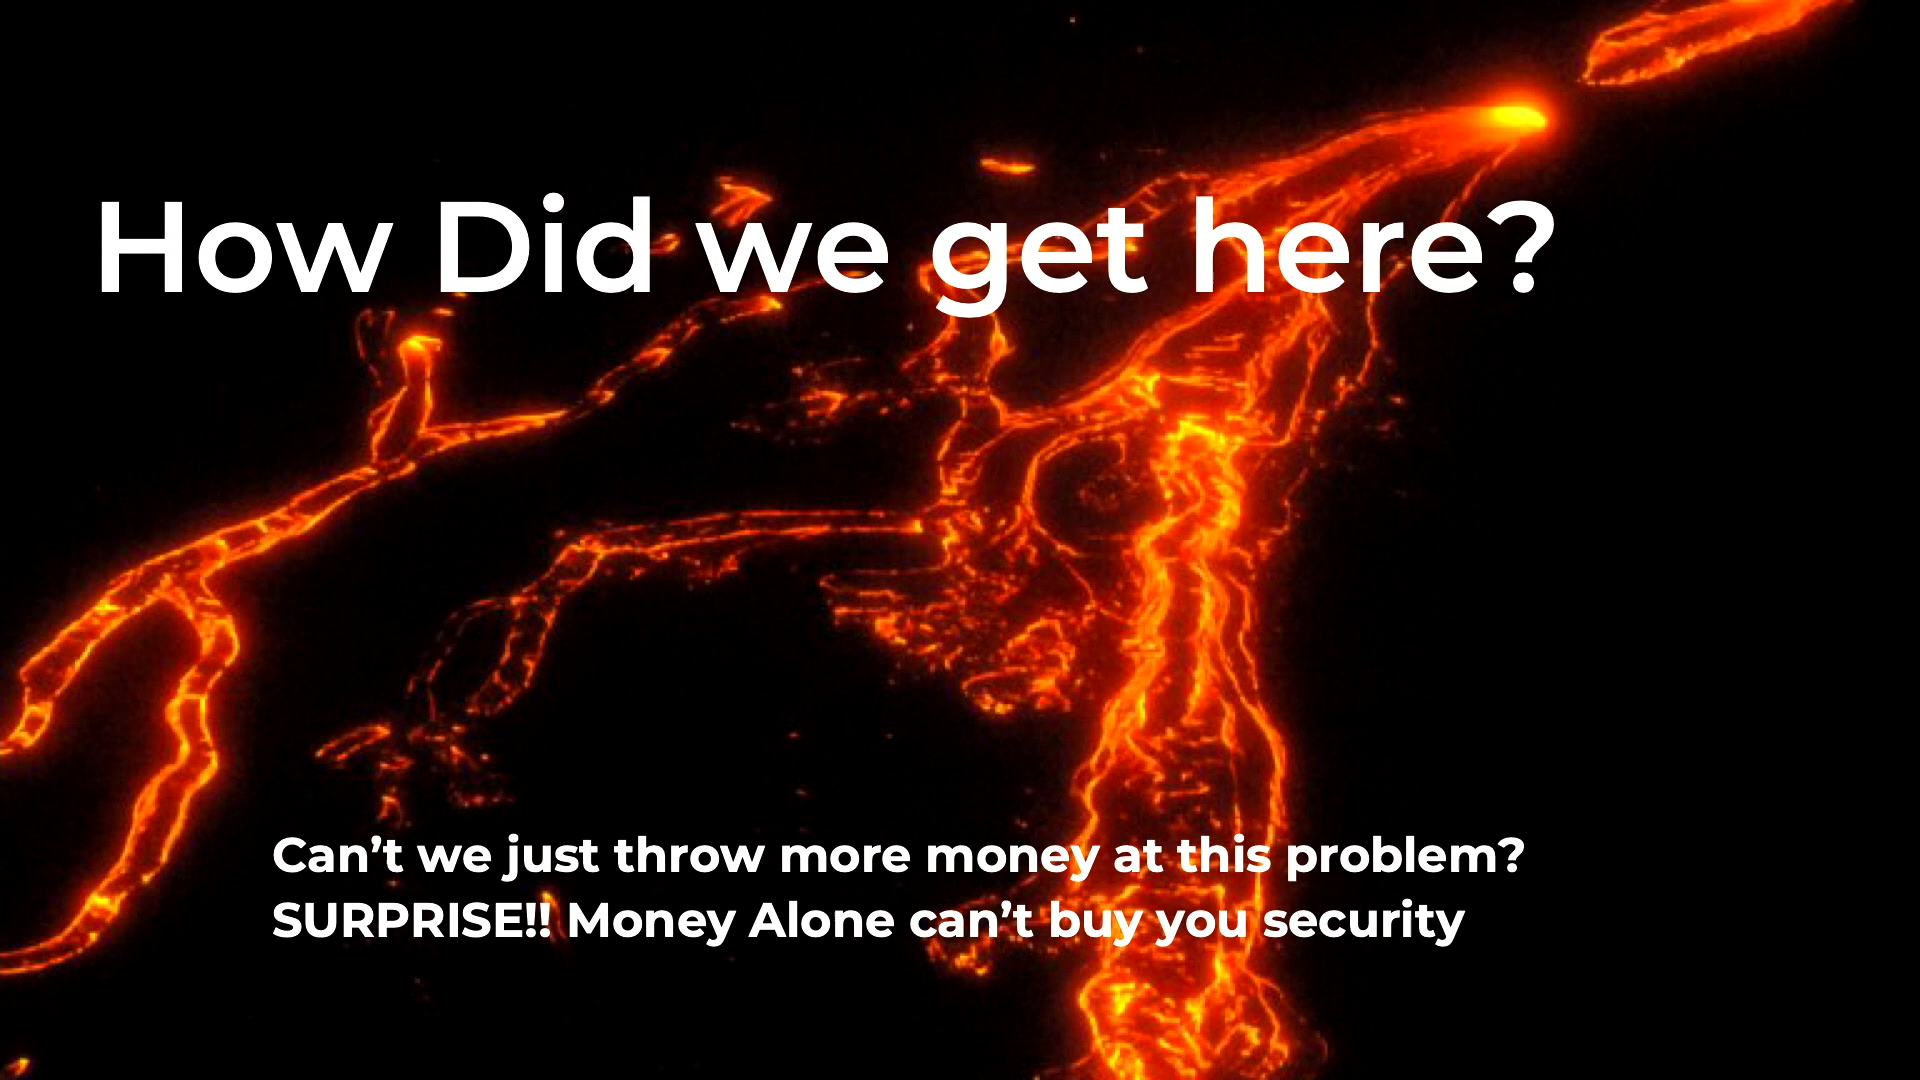 How Did we get here?
Can’t we just throw more money at this problem?
SURPRISE!! Money Alone can’t buy you security